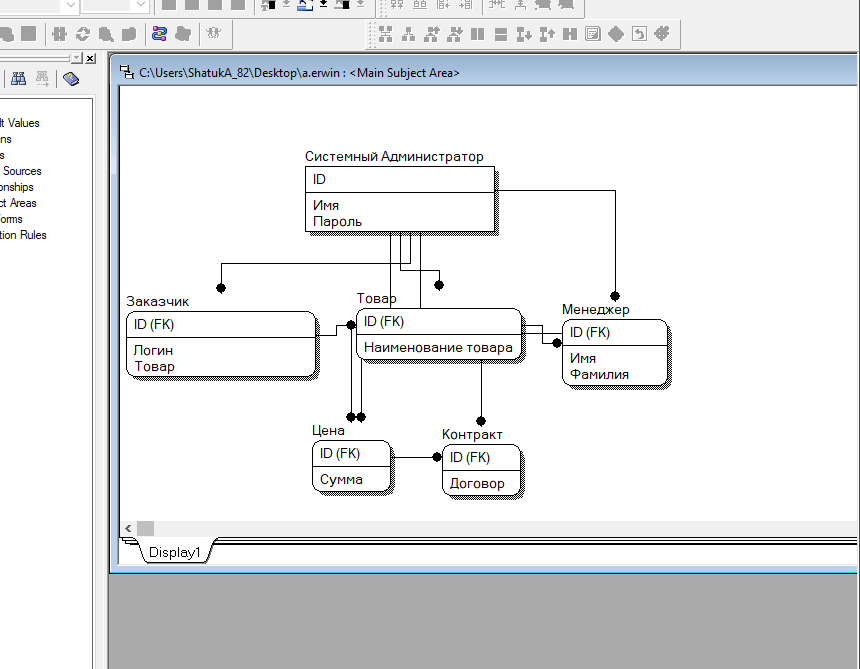 C:\Users\ShatukA_82\Desktop\a.erwin : <Main Subject Area>
lt Values
ns
s
Sources
onships
ct Areas
orms
tion Rules
Системный Администратор
ID
Имя
Пароль
Заказчик
ID (FK)
Логин
Товар
Товар
ID (FK)
Наименование товара
Менеджер
ID (FK)
Имя
Фамилия
Цена
ID (FK)
Сумма
Контракт
ID (FK)
Договор
Display1